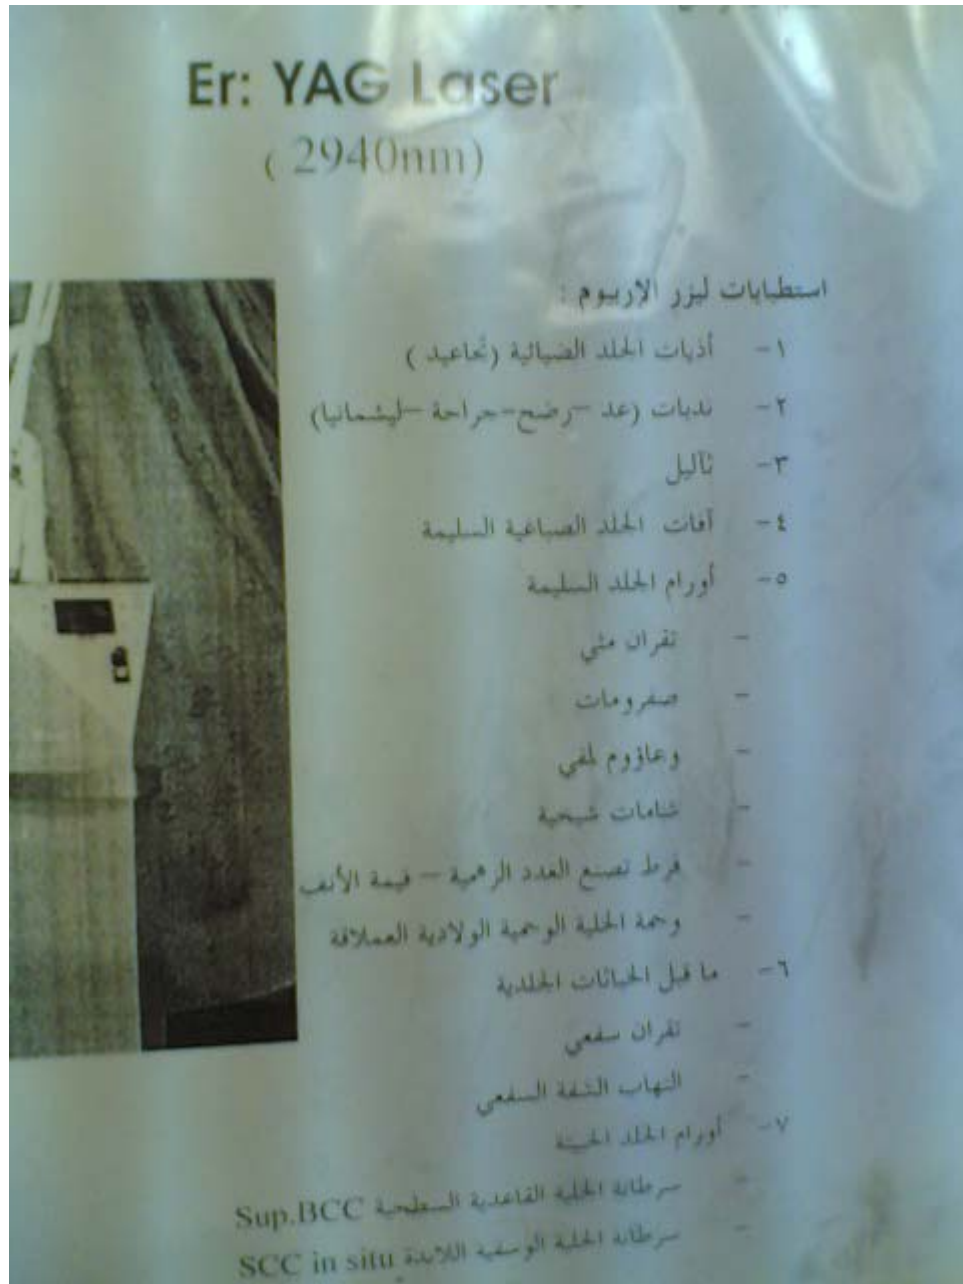 Er: YAG Laser
( 2940nm)
استطبابات ليزر الإربيوم :
١- أذيات الجلد الضيائية (تجاعيد )
٢- ندبات (عد –رضح–جراحة –ليشمانيا)
٣- ثآليل
٤- آفات الجلد الصباغية السليمة
٥- أورام الجلد السليمة
- تقران مثي
- صفرومات
- وعاؤوم لمفي
- شامات شبحية
- فرط تصنع الغدد الزهمية – فيمة الأنف
- وحمة الخلية الوحمية الولادية العملاقة
٦- ما قبل الخباثات الجلدية
- تقران سفعي
- التهاب الشفة السفعي
٧- أورام الجلد الخبيثة
- سرطانة الخلية القاعدية السطحية Sup.BCC
- سرطانة الخلية الوسفية اللابدة SCC in situ